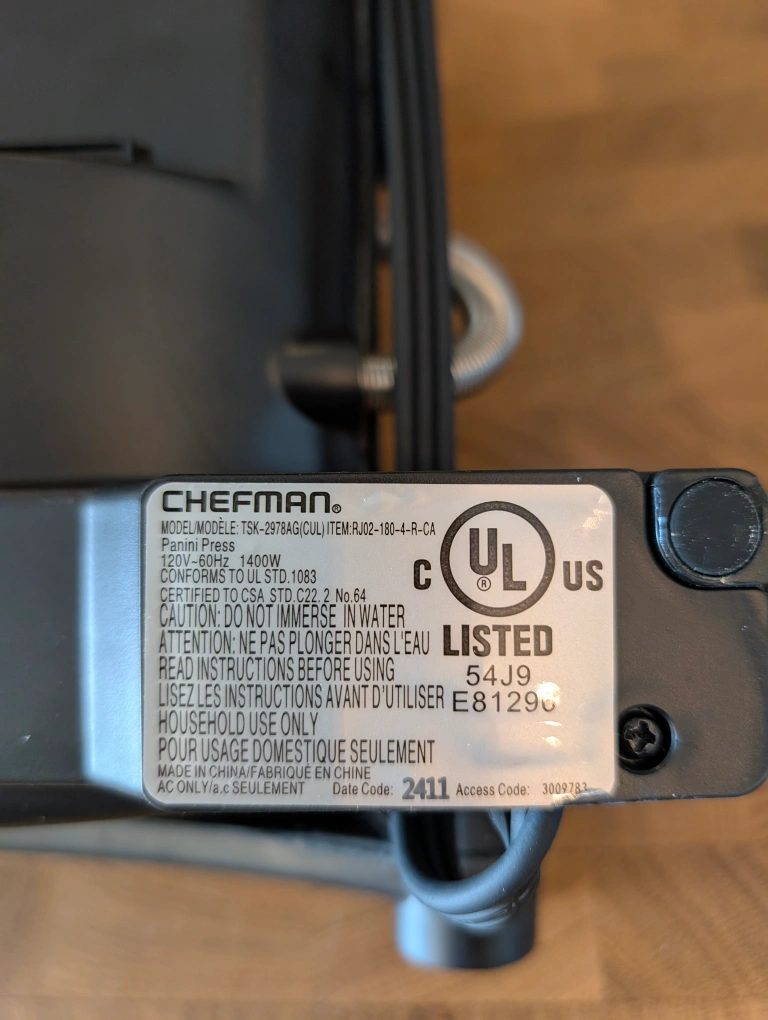 CHEFMAN®
MODEL/MODÈLE: TSK-2978AG(CUL) ITEM:RJ02-180-4-R-CA
Panini Press
120V~60Hz 1400W
CONFORMS TO UL STD.1083
CERTIFIED TO CSA STD.C22.2 No.64
CAUTION: DO NOT IMMERSE IN WATER
ATTENTION: NE PAS PLONGER DANS L'EAU
READ INSTRUCTIONS BEFORE USING
LISEZ LES INSTRUCTIONS AVANT D'UTILISER
HOUSEHOLD USE ONLY
POUR USAGE DOMESTIQUE SEULEMENT
MADE IN CHINA/FABRIQUÉ EN CHINE
AC ONLY/a.c SEULEMENT Date Code: 2411 Access Code: 3009783
C UL® US
LISTED
54J9
E81296